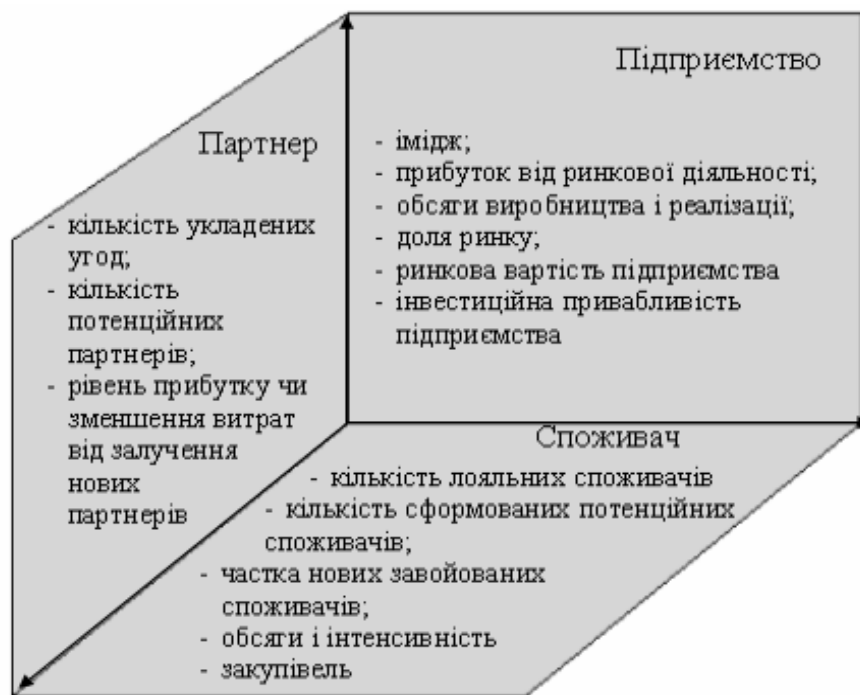 Партнер
- кількість укладених
угод;
- кількість
потенційних
партнерів;
- рівень прибутку чи
зменшення витрат
від залучення
нових
партнерів
Підприємство
- імідж;
- прибуток від ринкової діяльності;
- обсяги виробництва і реалізації;
- доля ринку;
- ринкова вартість підприємства
- інвестиційна привабливість
підприємства
Споживач
- кількість лояльних споживачів
- кількість сформованих потенційних
споживачів;
- частка нових завойованих
споживачів;
- обсяги і інтенсивність
- закупівель